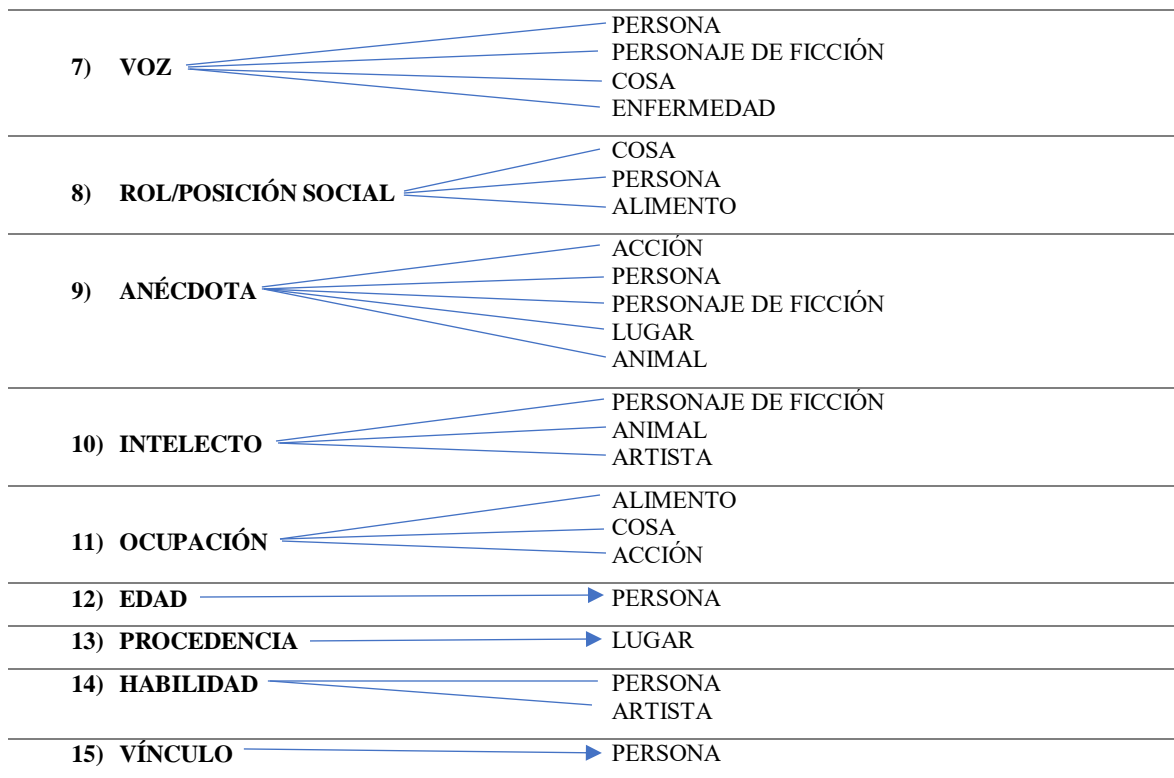 PERSONA
PERSONAJE DE FICCIÓN
7) VOZ
COSA
ENFERMEDAD
COSA
PERSONA
8) ROL/POSICIÓN SOCIAL
ALIMENTO
ACCIÓN
PERSONA
9) ANÉCDOTA
PERSONAJE DE FICCIÓN
LUGAR
ANIMAL
PERSONAJE DE FICCIÓN
ANIMAL
10) INTELECTO
ARTISTA
ALIMENTO
COSA
11) OCUPACIÓN
ACCIÓN
12) EDAD PERSONA
13) PROCEDENCIA LUGAR
14) HABILIDAD PERSONA
ARTISTA
15) VÍNCULO PERSONA